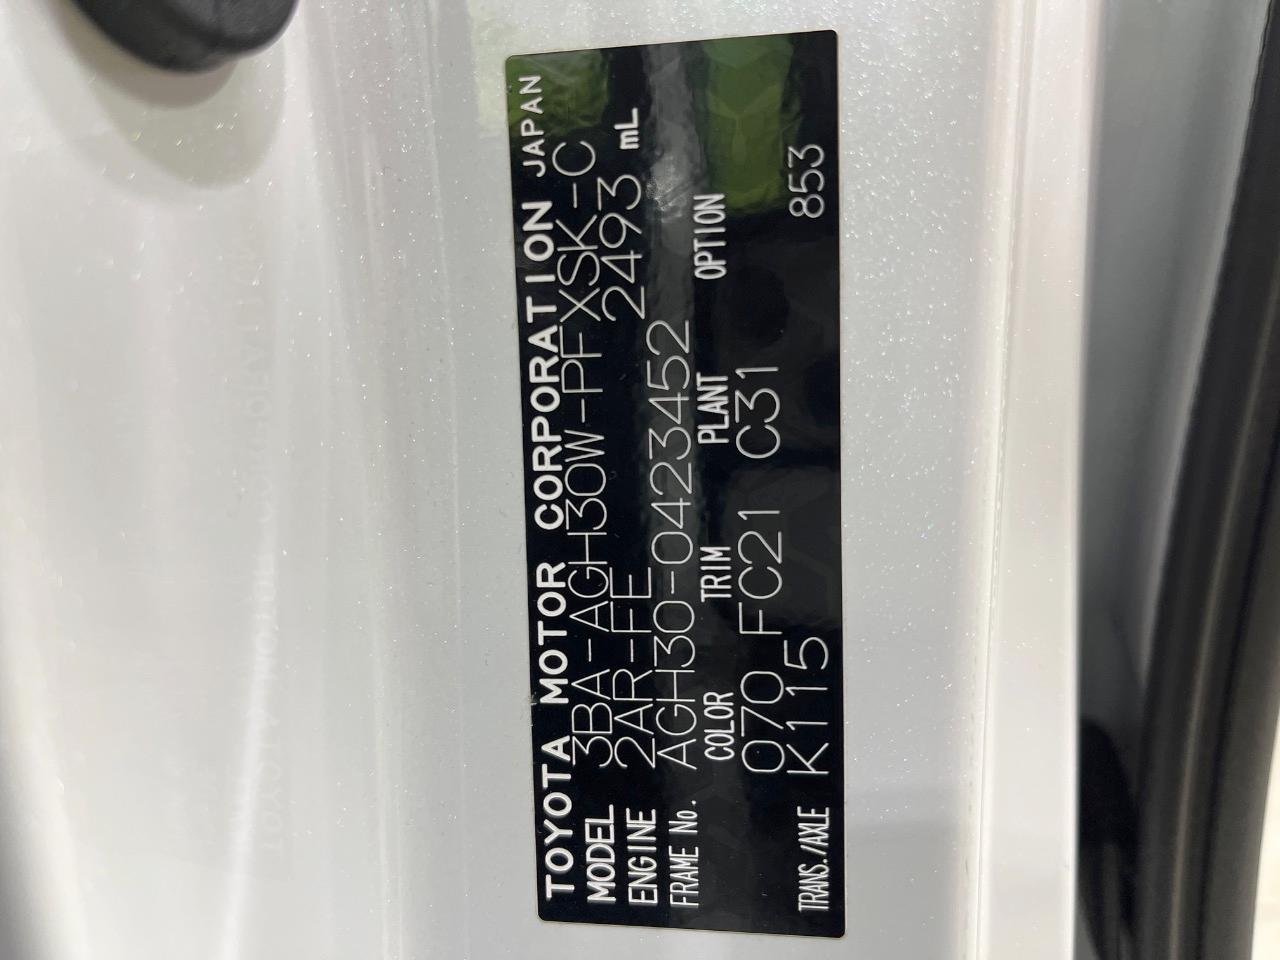 TOYOTA MOTOR CORPORATION JAPAN
MODEL 3BA-AGH30W-PFXSK-C
ENGINE 2AR-FE 2493 mL
FRAME No. AGH30-0423452
COLOR TRIM PLANT OPTION
070 FC21 C31
TRANS./AXLE K115 853